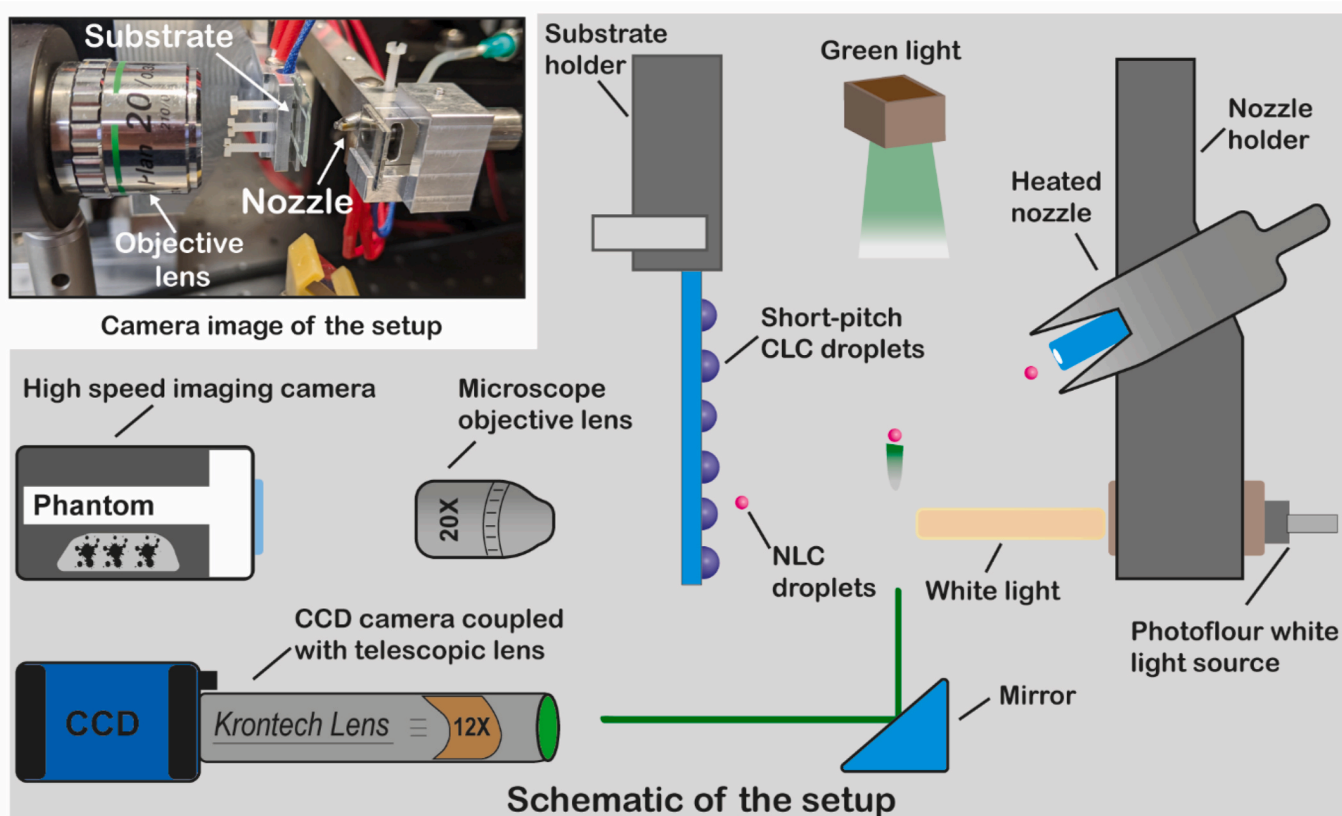 Substrate
Nozzle
Objective
lens
Plan 20
Camera image of the setup
Substrate
holder
Green light
Nozzle
holder
Heated
nozzle
Short-pitch
CLC droplets
High speed imaging camera
Microscope
objective lens
Phantom
20X
NLC
droplets
White light
Photoflour white
light source
CCD camera coupled
with telescopic lens
CCD
Krontech Lens
12X
Mirror
Schematic of the setup